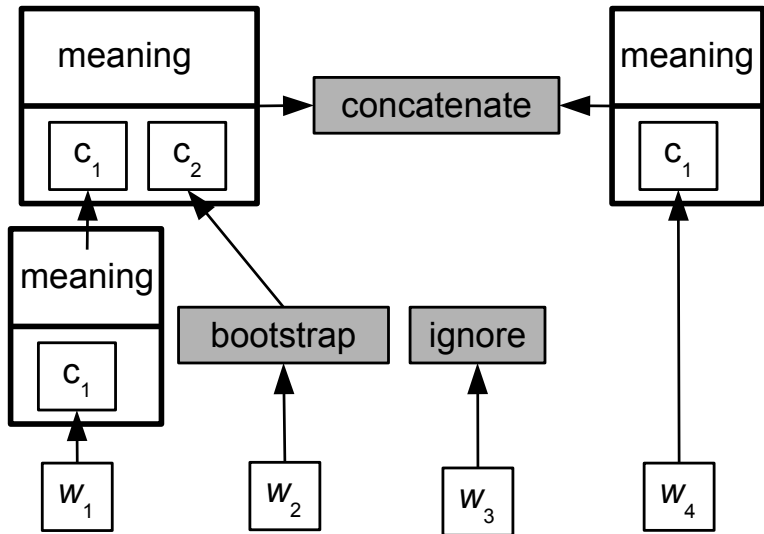 meaning
meaning
concatenate
c₁
c₂
c₁
meaning
bootstrap
ignore
c₁
w₁
w₂
w₃
w₄